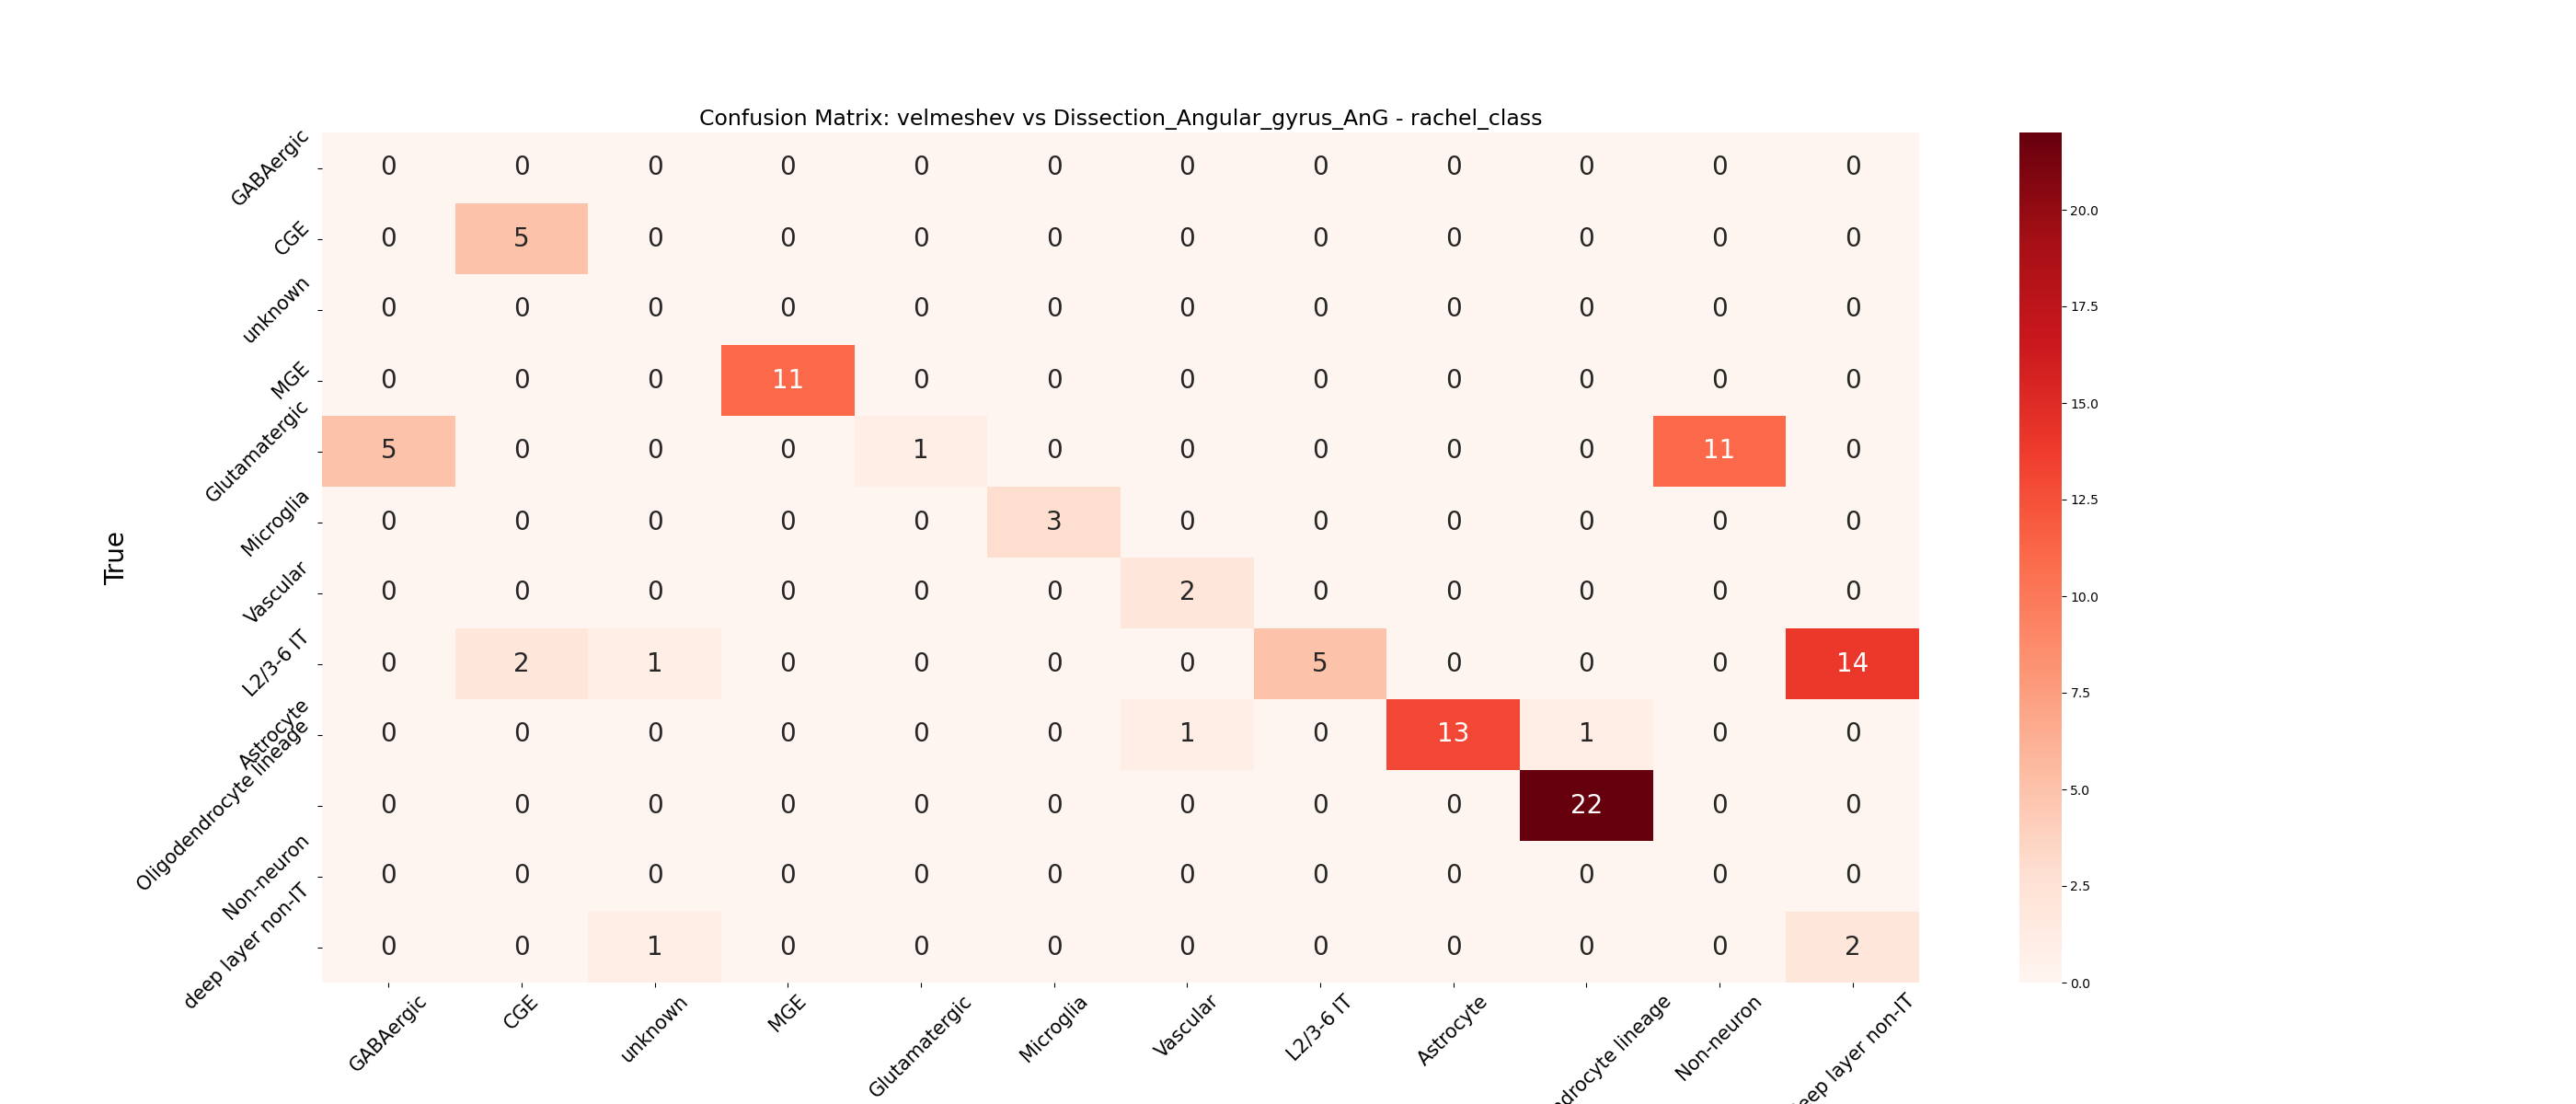 Confusion Matrix: velmeshev vs Dissection_Angular_gyrus_AnG - rachel_class
True
GABAergic 0 0 0 0 0 0 0 0 0 0 0 0
CGE 0 5 0 0 0 0 0 0 0 0 0 0
unknown 0 0 0 0 0 0 0 0 0 0 0 0
MGE 0 0 0 11 0 0 0 0 0 0 0 0
Glutamatergic 5 0 0 0 1 0 0 0 0 0 11 0
Microglia 0 0 0 0 0 3 0 0 0 0 0 0
Vascular 0 0 0 0 0 0 2 0 0 0 0 0
L2/3-6 IT 0 2 1 0 0 0 0 5 0 0 0 14
Astrocyte 0 0 0 0 0 0 1 0 13 1 0 0
Oligodendrocyte lineage 0 0 0 0 0 0 0 0 0 22 0 0
Non-neuron 0 0 0 0 0 0 0 0 0 0 0 0
deep layer non-IT 0 0 1 0 0 0 0 0 0 0 0 2
GABAergic CGE unknown MGE Glutamatergic Microglia Vascular L2/3-6 IT Astrocyte ndrocyte lineage Non-neuron eep layer non-IT
20.0
17.5
15.0
12.5
10.0
7.5
5.0
2.5
0.0